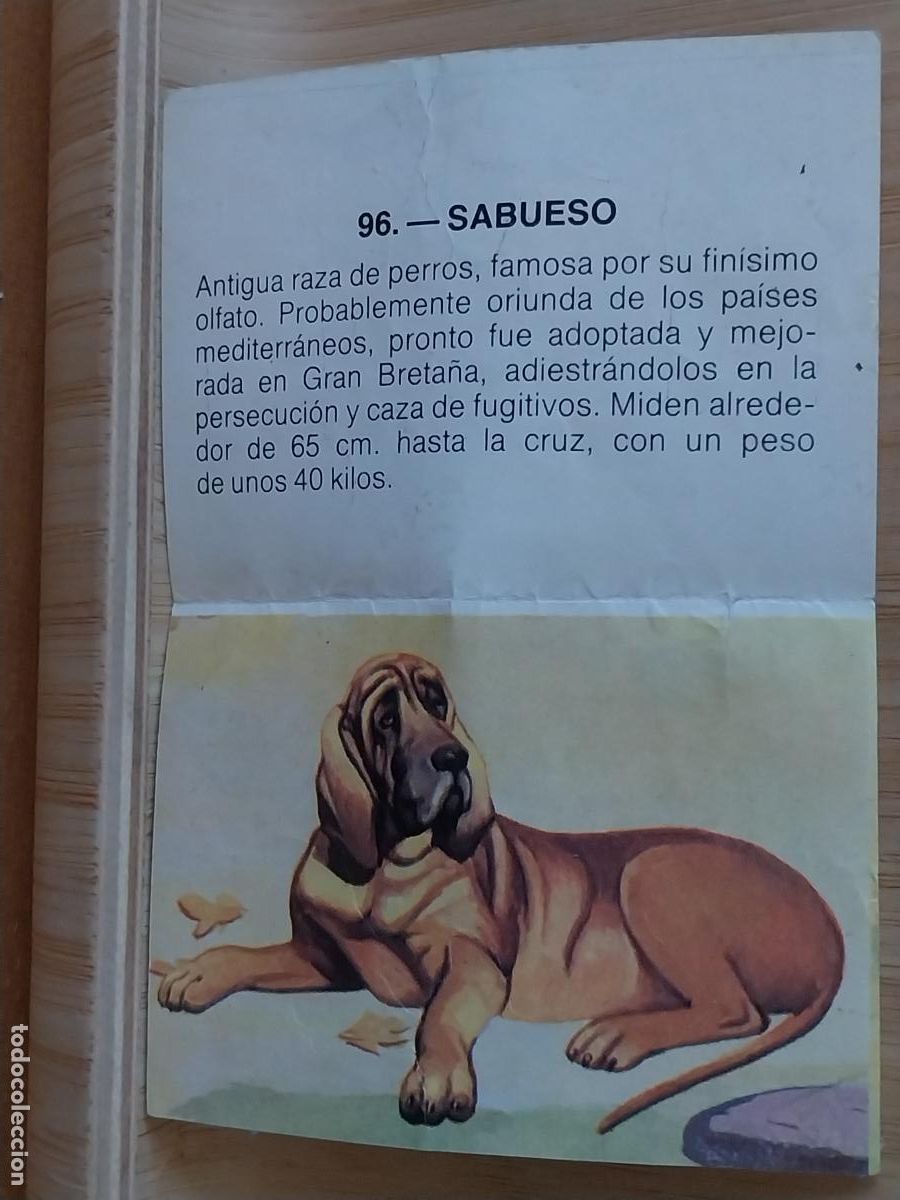 96. — SABUESO
Antigua raza de perros, famosa por su finísimo
olfato. Probablemente oriunda de los países
mediterráneos, pronto fue adoptada y mejo-
rada en Gran Bretaña, adiestrándolos en la
persecución y caza de fugitivos. Miden alrede-
dor de 65 cm. hasta la cruz, con un peso
de unos 40 kilos.
todocoleccion